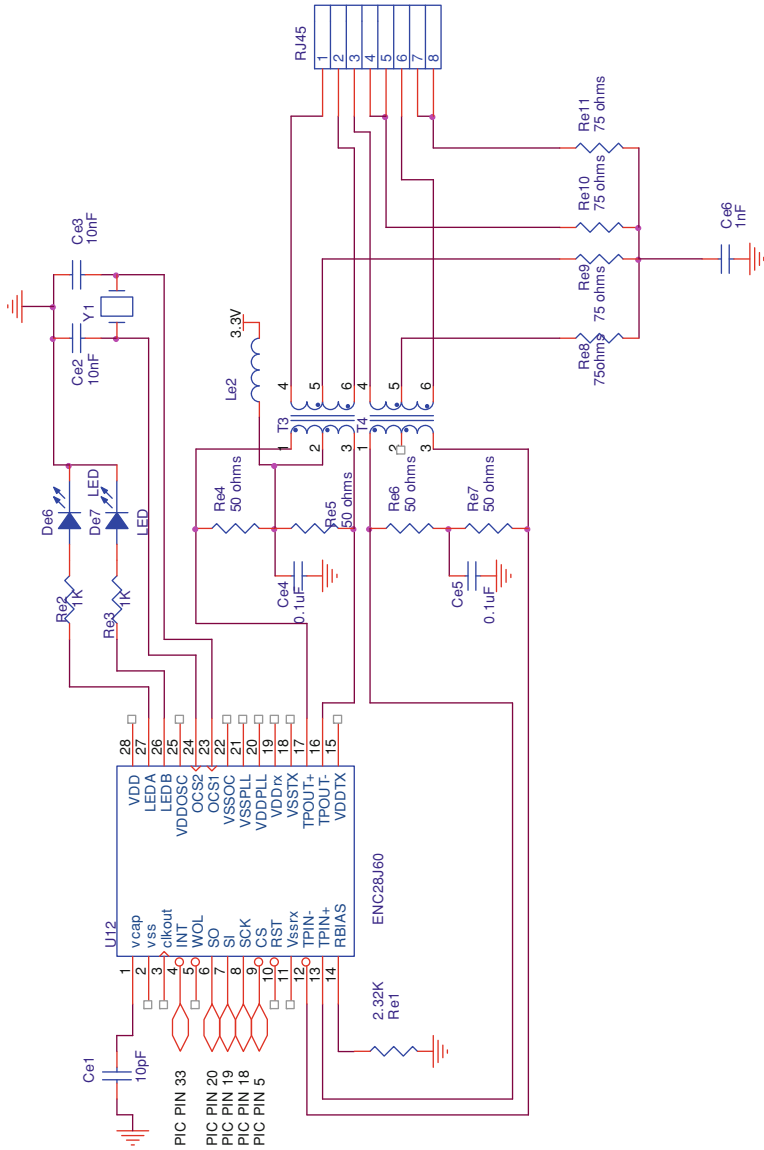 RJ45
1
2
3
4
5
6
7
8
Re11
75 ohms
Re10
75 ohms
Re9
75 ohms
Re8
75ohms
Ce6
1nF
Ce3
10nF
Y1
Ce2
10nF
3.3V
Le2
T3
1
2
3
4
5
6
T4
1
2
3
4
5
6
De6
LED
De7
LED
Re2
1K
Re3
1K
Re4
50 ohms
Re5
50 ohms
Re6
50 ohms
Re7
50 ohms
Ce4
0.1uF
Ce5
0.1uF
U12
ENC28J60
28 VDD
27 LEDA
26 LEDB
25 VDDOSC
24 OCS2
23 OCS1
22 VSSOC
21 VSSPLL
20 VDDPLL
19 VDDrx
18 VSSTX
17 TPOUT+
16 TPOUT-
15 VDDTX
1 vcap
2 vss
3 clkout
4 INT
5 WOL
6 SO
7 SI
8 SCK
9 CS
10 RST
11 Vssrx
12 TPIN-
13 TPIN+
14 RBIAS
Ce1
10pF
PIC PIN 33
PIC PIN 20
PIC PIN 19
PIC PIN 18
PIC PIN 5
2.32K
Re1